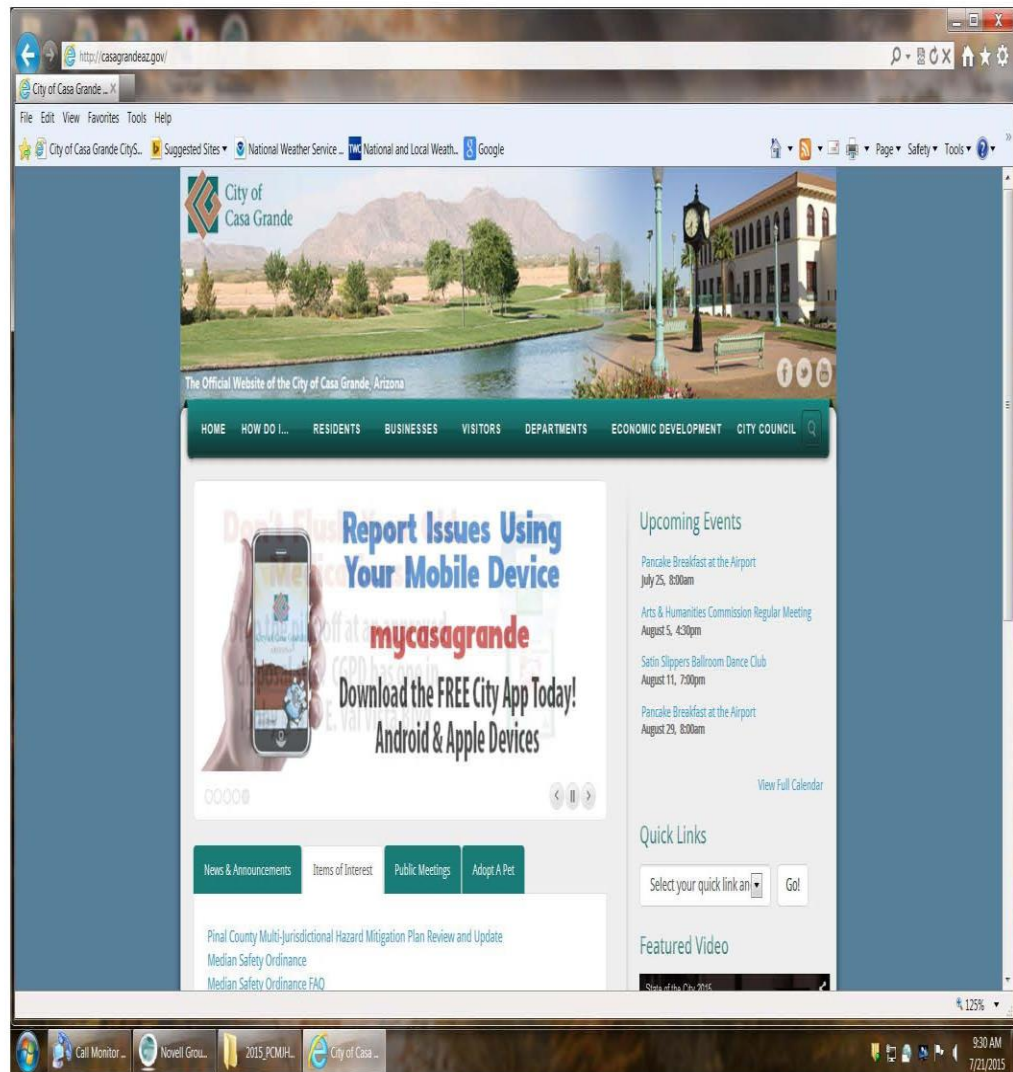 http://casagrandeaz.gov/
City of Casa Grande ...
File Edit View Favorites Tools Help
City of Casa Grande CityS... Suggested Sites National Weather Service ... TWC National and Local Weath... Google Page Safety Tools
City of
Casa Grande
The Official Website of the City of Casa Grande, Arizona
HOME HOW DO I... RESIDENTS BUSINESSES VISITORS DEPARTMENTS ECONOMIC DEVELOPMENT CITY COUNCIL
Report Issues Using
Your Mobile Device
mycasagrande
Download the FREE City App Today!
Android & Apple Devices
Upcoming Events
Pancake Breakfast at the Airport
July 25, 8:00am
Arts & Humanities Commission Regular Meeting
August 5, 4:30pm
Satin Slippers Ballroom Dance Club
August 11, 7:00pm
Pancake Breakfast at the Airport
August 29, 8:00am
View Full Calendar
Quick Links
Select your quick link an
Go!
News & Announcements Items of Interest Public Meetings Adopt A Pet
Pinal County Multi-Jurisdictional Hazard Mitigation Plan Review and Update
Median Safety Ordinance
Median Safety Ordinance FAQ
Featured Video
State of the City 2015
125%
Call Monitor ... Novell Grou... 2015_PCMJH... City of Casa ...
9:30 AM
7/21/2015